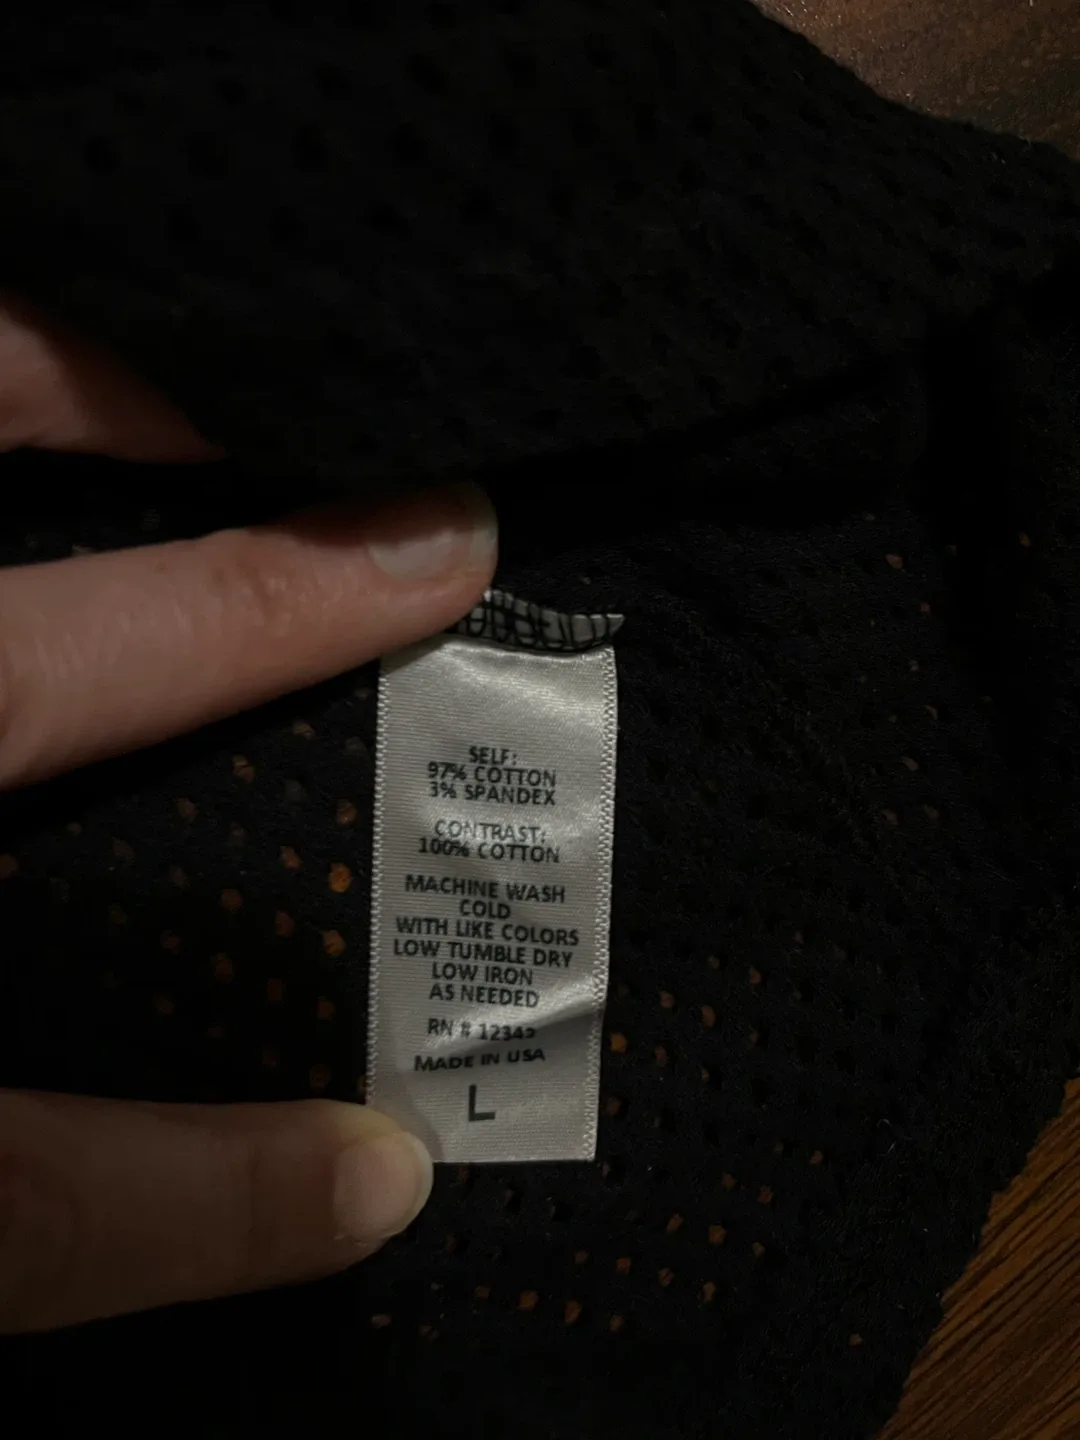 SELF:
97% COTTON
3% SPANDEX
CONTRAST:
100% COTTON
MACHINE WASH
COLD
WITH LIKE COLORS
LOW TUMBLE DRY
LOW IRON
AS NEEDED
RN #
MADE IN USA
L